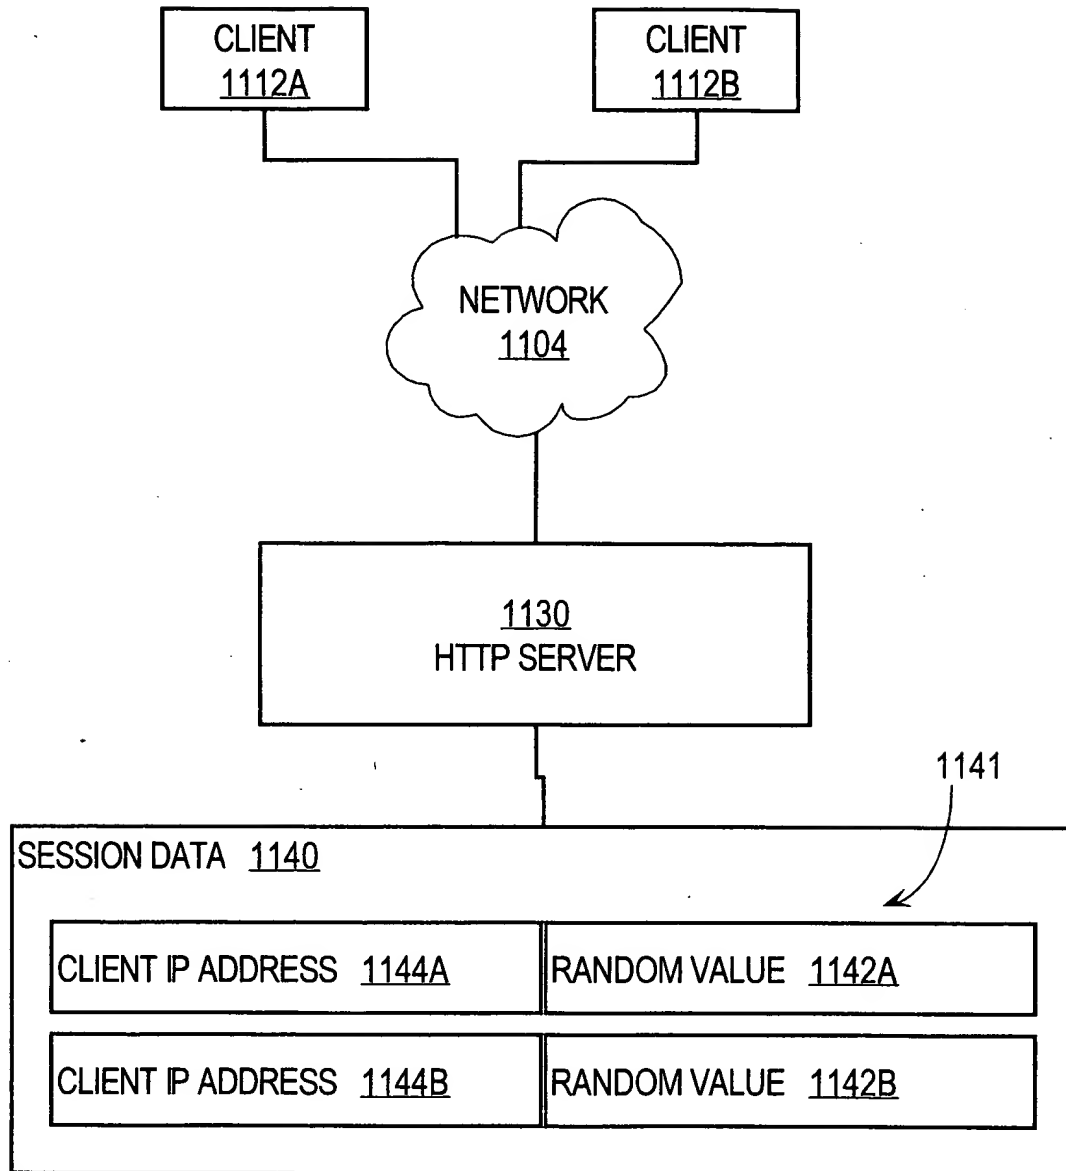 CLIENT
1112A
CLIENT
1112B
NETWORK
1104
1130
HTTP SERVER
1141
SESSION DATA 1140
CLIENT IP ADDRESS 1144A
RANDOM VALUE 1142A
CLIENT IP ADDRESS 1144B
RANDOM VALUE 1142B